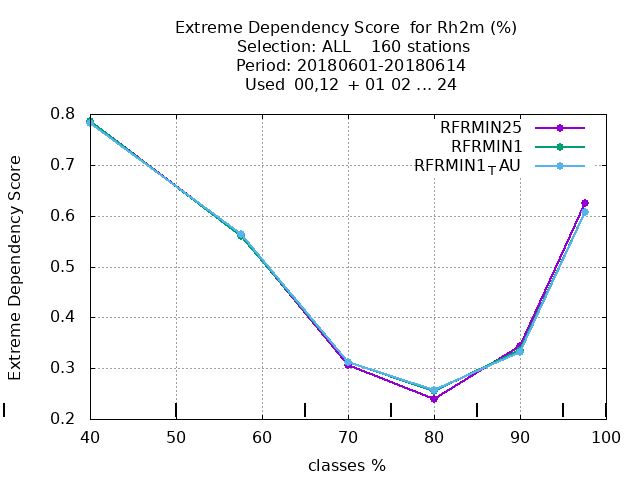 Extreme Dependency Score  for Rh2m (%)
Selection: ALL    160 stations
Period: 20180601-20180614
Used  00,12  + 01 02 ... 24
Extreme Dependency Score
0.8
0.7
0.6
0.5
0.4
0.3
0.2
RFRMIN25
RFRMIN1
RFRMIN1_TAU
40 50 60 70 80 90 100
classes %